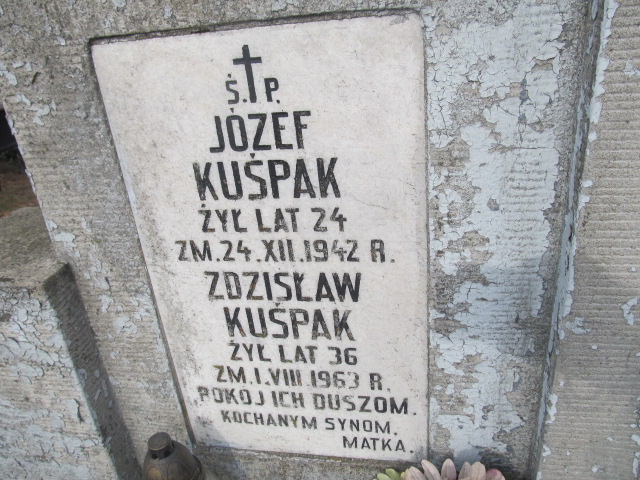 Ś.P.
JÓZEF
KUŚPAK
ŻYŁ LAT 24
ZM. 24. XII. 1942 R.
ZDZISŁAW
KUŚPAK
ŻYŁ LAT 36
ZM. I. VIII. 1963 R.
POKÓJ ICH DUSZOM.
KOCHANYM SYNOM.
MATKA.